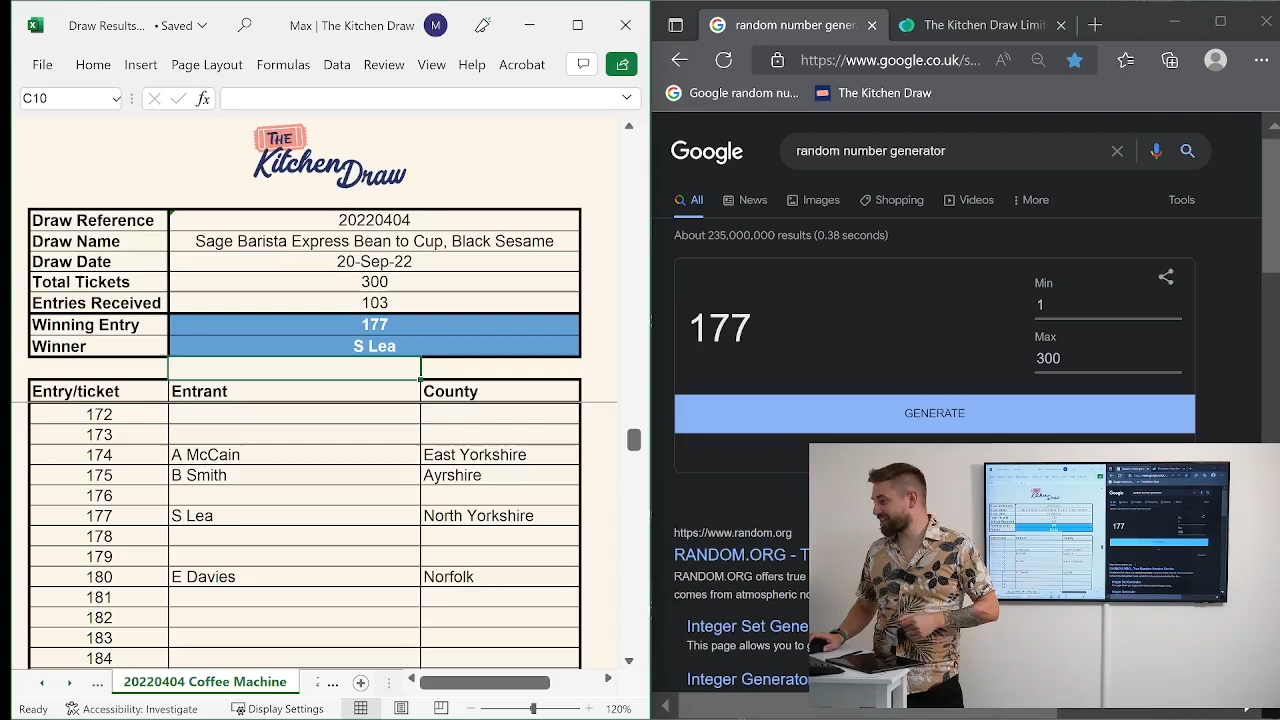 Draw Results... • Saved
Max | The Kitchen Draw
M
File Home Insert Page Layout Formulas Data Review View Help Acrobat
C10
fx
THE
Kitchen Draw
Draw Reference 20220404
Draw Name Sage Barista Express Bean to Cup, Black Sesame
Draw Date 20-Sep-22
Total Tickets 300
Entries Received 103
Winning Entry 177
Winner S Lea
Entry/ticket Entrant County
172
173
174 A McCain East Yorkshire
175 B Smith Ayrshire
176
177 S Lea North Yorkshire
178
179
180 E Davies Norfolk
181
182
183
184
... 20220404 Coffee Machine ...
Ready Accessibility: Investigate Display Settings 120%
random number gener The Kitchen Draw Limit
https://www.google.co.uk/s...
Google random nu... The Kitchen Draw
Google random number generator
All News Images Shopping Videos More Tools
About 235,000,000 results (0.38 seconds)
Min
1
177
Max
300
GENERATE
https://www.random.org
RANDOM.ORG - T
RANDOM.ORG offers true
comes from atmospheric no
Integer Set Gene
This page allows you to g
Integer Generato
Google
177